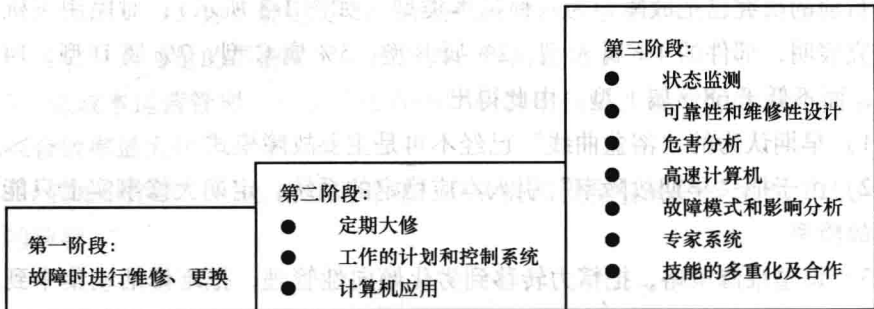 第一阶段:
故障时进行维修、更换
第二阶段:
● 定期大修
● 工作的计划和控制系统
● 计算机应用
第三阶段:
● 状态监测
● 可靠性和维修性设计
● 危害分析
● 高速计算机
● 故障模式和影响分析
● 专家系统
● 技能的多重化及合作